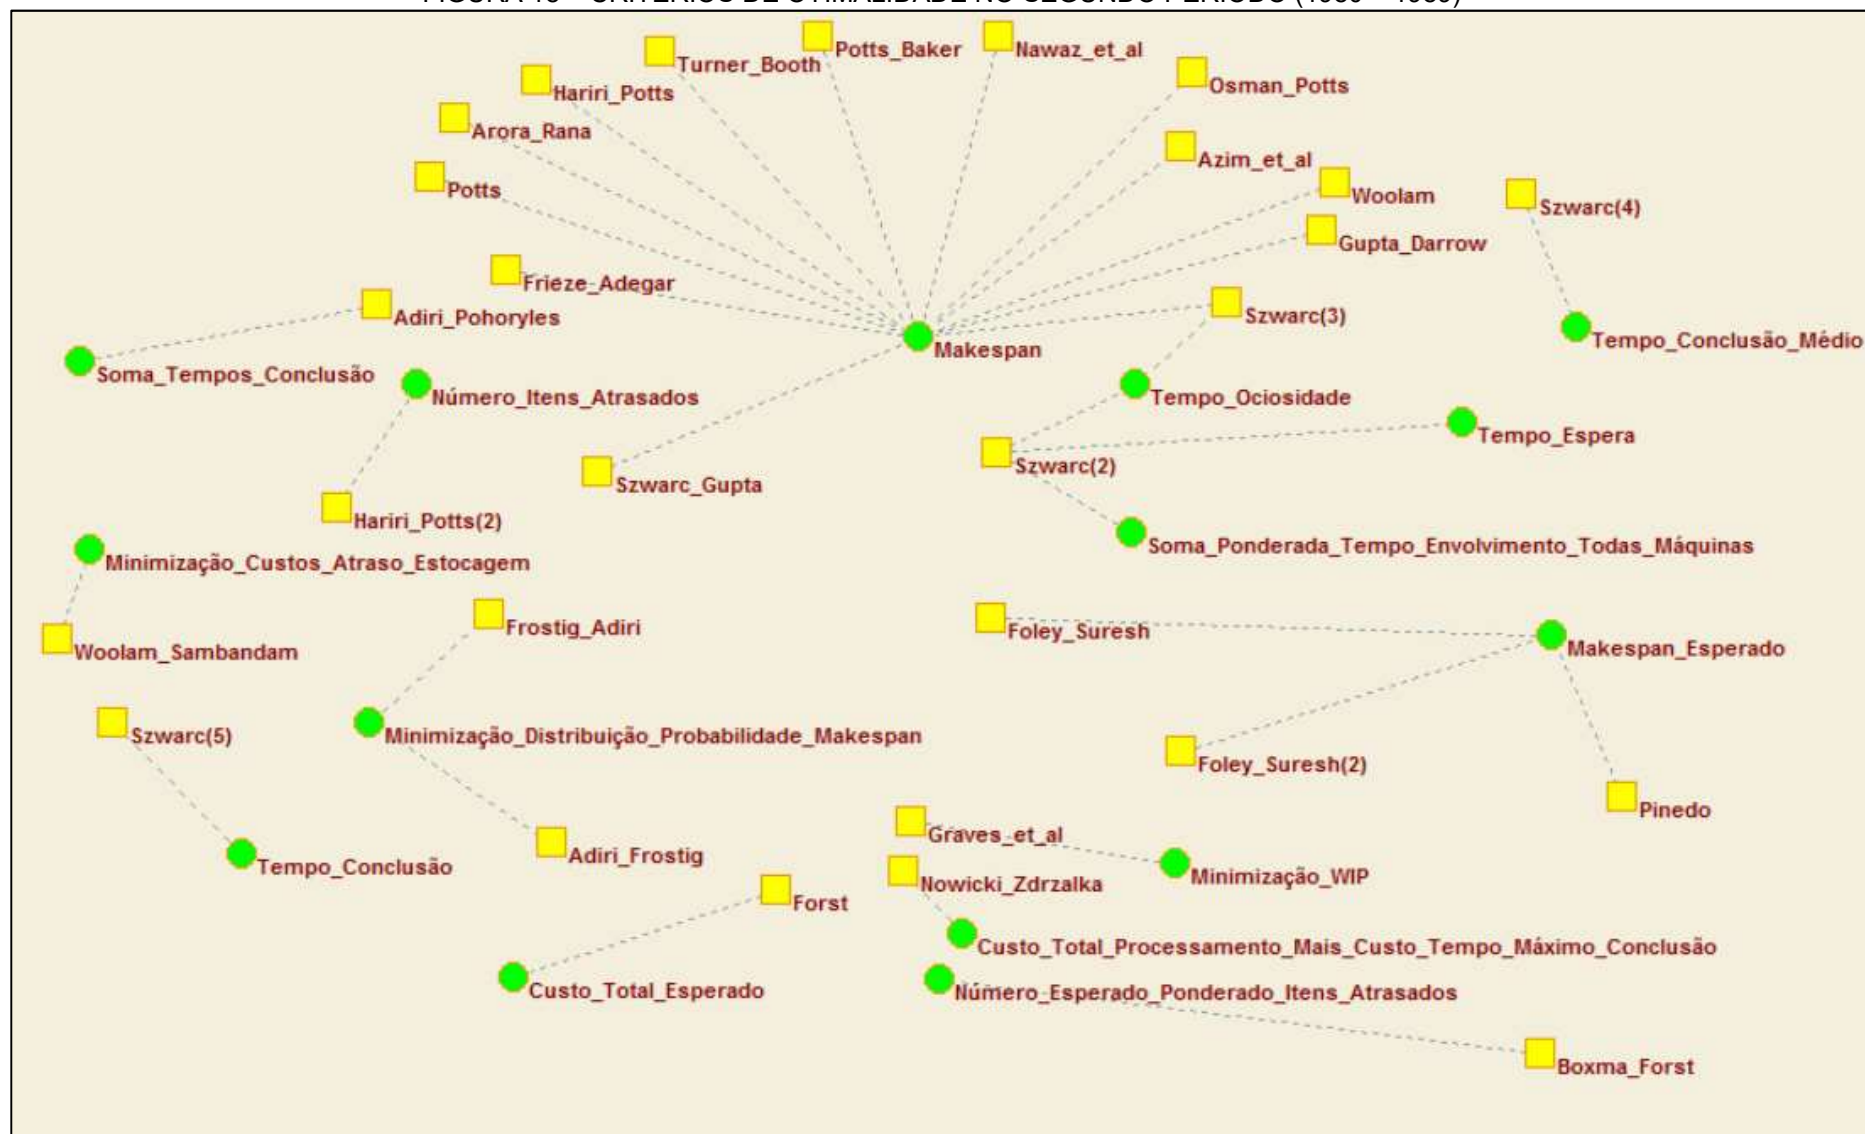 Potts_Baker
Nawaz_et_al
Turner_Booth
Osman_Potts
Hariri_Potts
Arora_Rana
Azim_et_al
Potts
Woolam
Szwarc(4)
Gupta_Darrow
Frieze_Adegar
Adiri_Pohoryles
Szwarc(3)
Makespan
Tempo_Conclusão_Médio
Soma_Tempos_Conclusão
Número_Itens_Atrasados
Tempo_Ociosidade
Tempo_Espera
Szwarc(2)
Szwarc_Gupta
Hariri_Potts(2)
Soma_Ponderada_Tempo_Envolvimento_Todas_Máquinas
Minimização_Custos_Atraso_Estocagem
Frostig_Adiri
Foley_Suresh
Woolam_Sambandam
Makespan_Esperado
Szwarc(5)
Minimização_Distribuição_Probabilidade_Makespan
Foley_Suresh(2)
Pinedo
Graves_et_al
Adiri_Frostig
Tempo_Conclusão
Minimização_WIP
Nowicki_Zdrzalka
Forst
Custo_Total_Processamento_Mais_Custo_Tempo_Máximo_Conclusão
Custo_Total_Esperado
Número_Esperado_Ponderado_Itens_Atrasados
Boxma_Forst